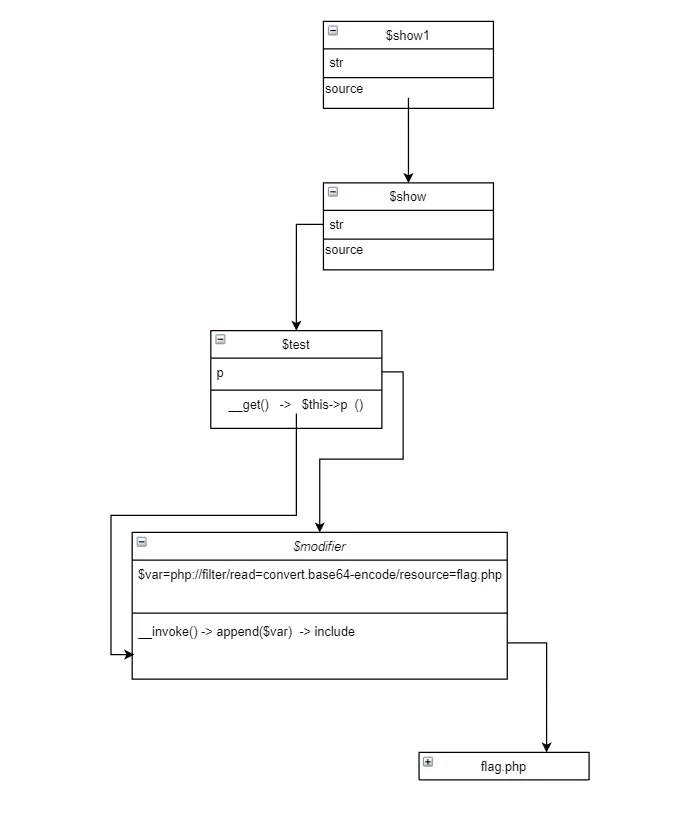 $show1
str
source
$show
str
source
$test
p
__get() -> $this->p ()
$modifier
$var=php://filter/read=convert.base64-encode/resource=flag.php
__invoke() -> append($var) -> include
flag.php